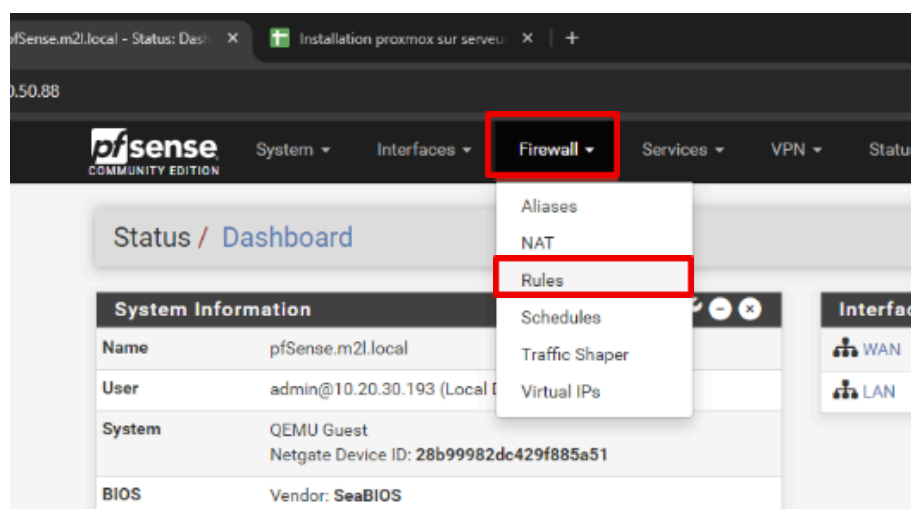 pfSense.m2l.local - Status: Dash × Installation proxmox sur serveu × +
0.50.88
pfsense System Interfaces Firewall Services VPN Status
COMMUNITY EDITION
Aliases
Status / Dashboard
NAT
Rules
System Information
Interfac
Schedules
Name pfSense.m2l.local
Traffic Shaper
WAN
User admin@10.20.30.193 (Local D
Virtual IPs
LAN
System QEMU Guest
Netgate Device ID: 28b99982dc429f885a51
BIOS Vendor: SeaBIOS